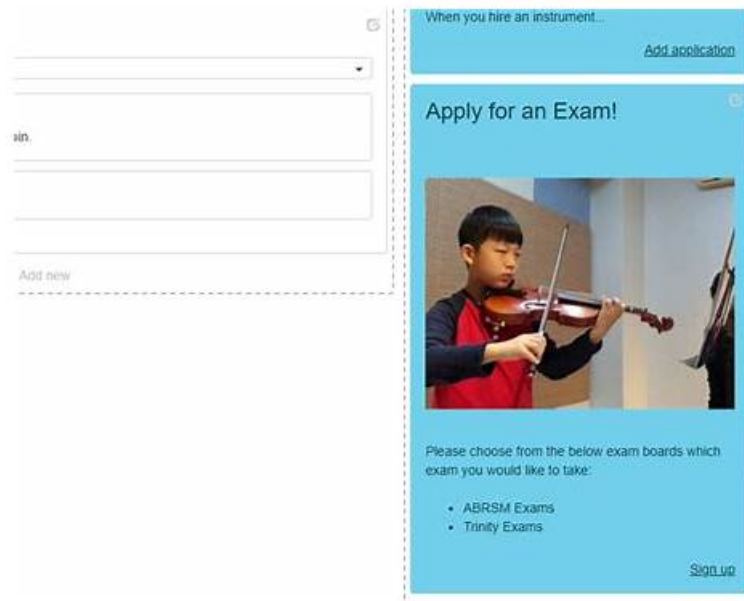 oin.
Add new
When you hire an instrument...
Add application
Apply for an Exam!
Please choose from the below exam boards which
exam you would like to take:
ABRSM Exams
Trinity Exams
Sign up